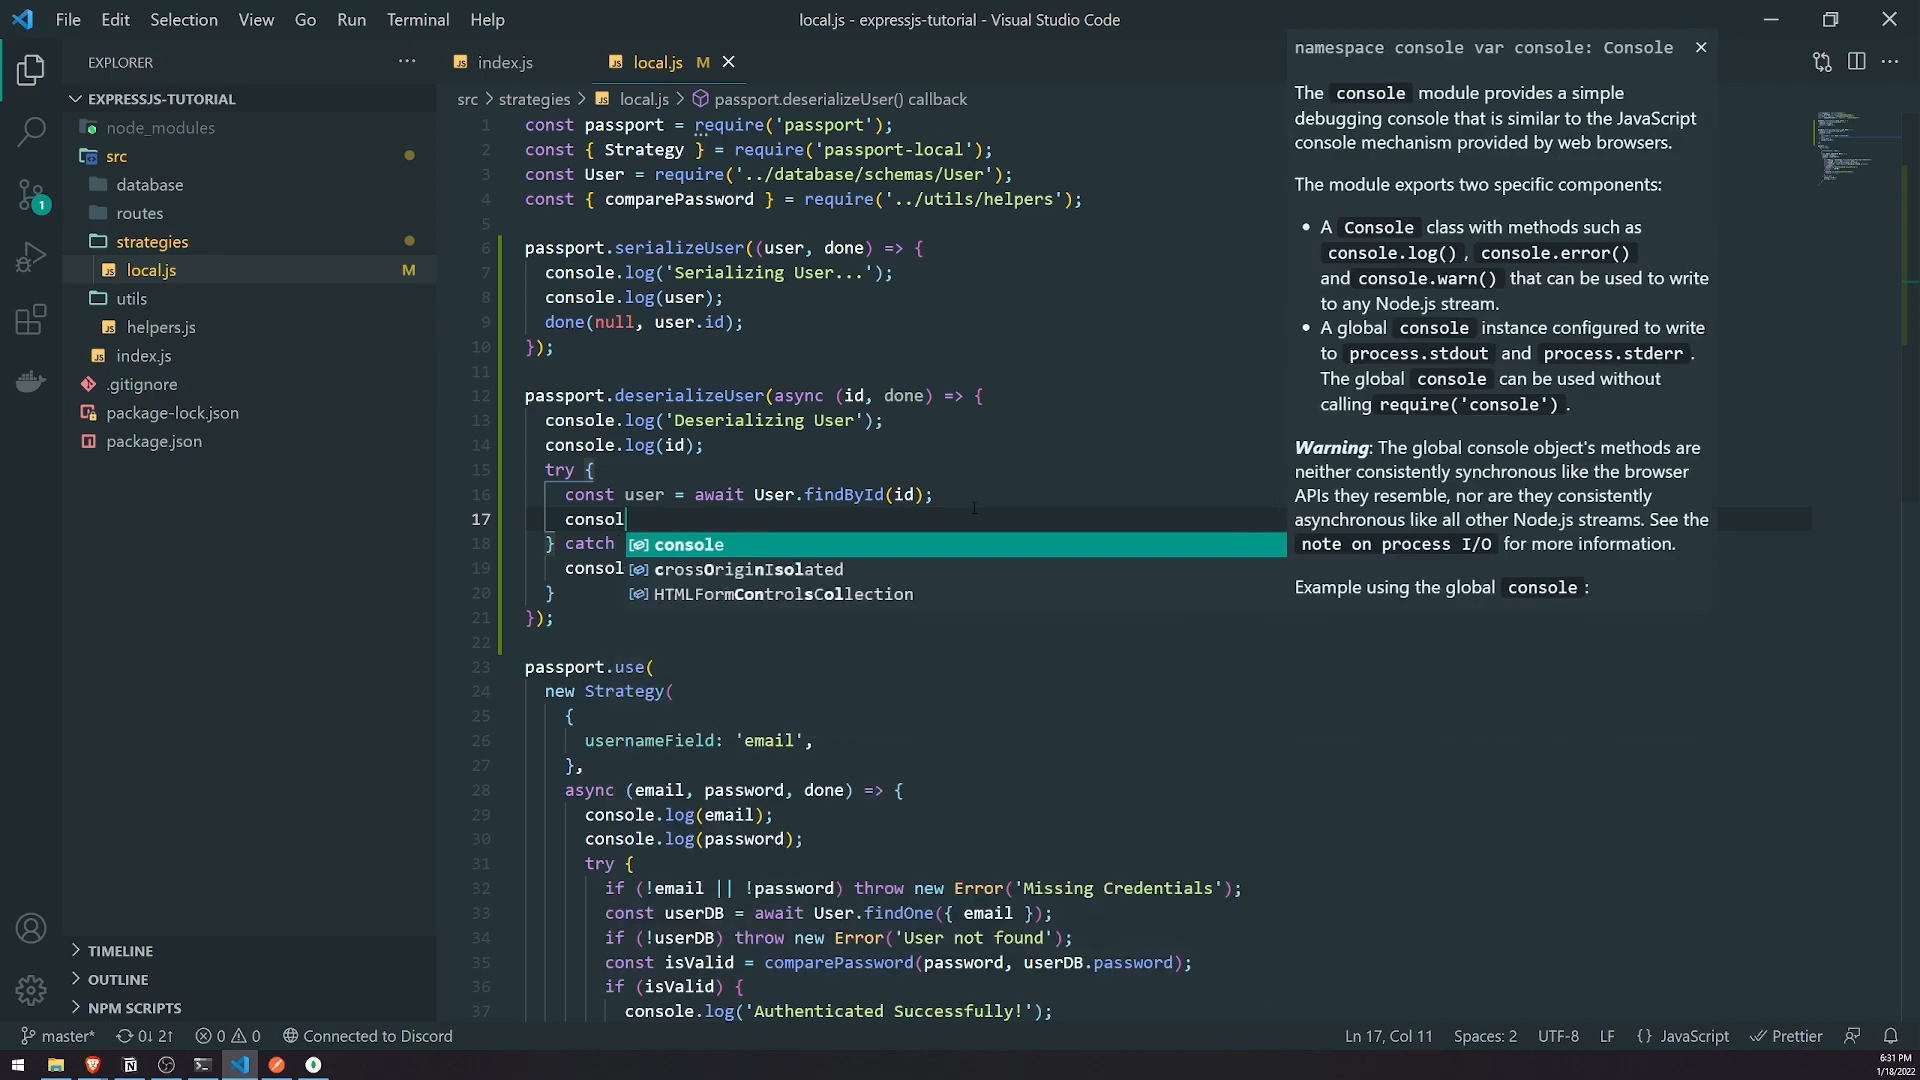 File Edit Selection View Go Run Terminal Help
local.js - expressjs-tutorial - Visual Studio Code
EXPLORER
EXPRESSJS-TUTORIAL
node_modules
src
database
routes
strategies
local.js M
utils
helpers.js
index.js
.gitignore
package-lock.json
package.json
TIMELINE
OUTLINE
NPM SCRIPTS
1
index.js
local.js M
src > strategies > local.js > passport.deserializeUser() callback
1 const passport = require('passport');
2 const { Strategy } = require('passport-local');
3 const User = require('../database/schemas/User');
4 const { comparePassword } = require('../utils/helpers');
5
6 passport.serializeUser((user, done) => {
7 console.log('Serializing User...');
8 console.log(user);
9 done(null, user.id);
10 });
11
12 passport.deserializeUser(async (id, done) => {
13 console.log('Deserializing User');
14 console.log(id);
15 try {
16 const user = await User.findById(id);
17 consol
18 } catch
19 consol
20 }
21 });
22
23 passport.use(
24 new Strategy(
25 {
26 usernameField: 'email',
27 },
28 async (email, password, done) => {
29 console.log(email);
30 console.log(password);
31 try {
32 if (!email || !password) throw new Error('Missing Credentials');
33 const userDB = await User.findOne({ email });
34 if (!userDB) throw new Error('User not found');
35 const isValid = comparePassword(password, userDB.password);
36 if (isValid) {
37 console.log('Authenticated Successfully!');
console
crossOriginIsolated
HTMLFormControlsCollection
namespace console var console: Console
The console module provides a simple
debugging console that is similar to the JavaScript
console mechanism provided by web browsers.
The module exports two specific components:
• A Console class with methods such as
console.log() , console.error()
and console.warn() that can be used to write
to any Node.js stream.
• A global console instance configured to write
to process.stdout and process.stderr .
The global console can be used without
calling require('console') .
Warning: The global console object's methods are
neither consistently synchronous like the browser
APIs they resemble, nor are they consistently
asynchronous like all other Node.js streams. See the
note on process I/O for more information.
Example using the global console :
master* 0↓ 2↑ 0 0 Connected to Discord
Ln 17, Col 11 Spaces: 2 UTF-8 LF {} JavaScript Prettier
6:31 PM
1/18/2022